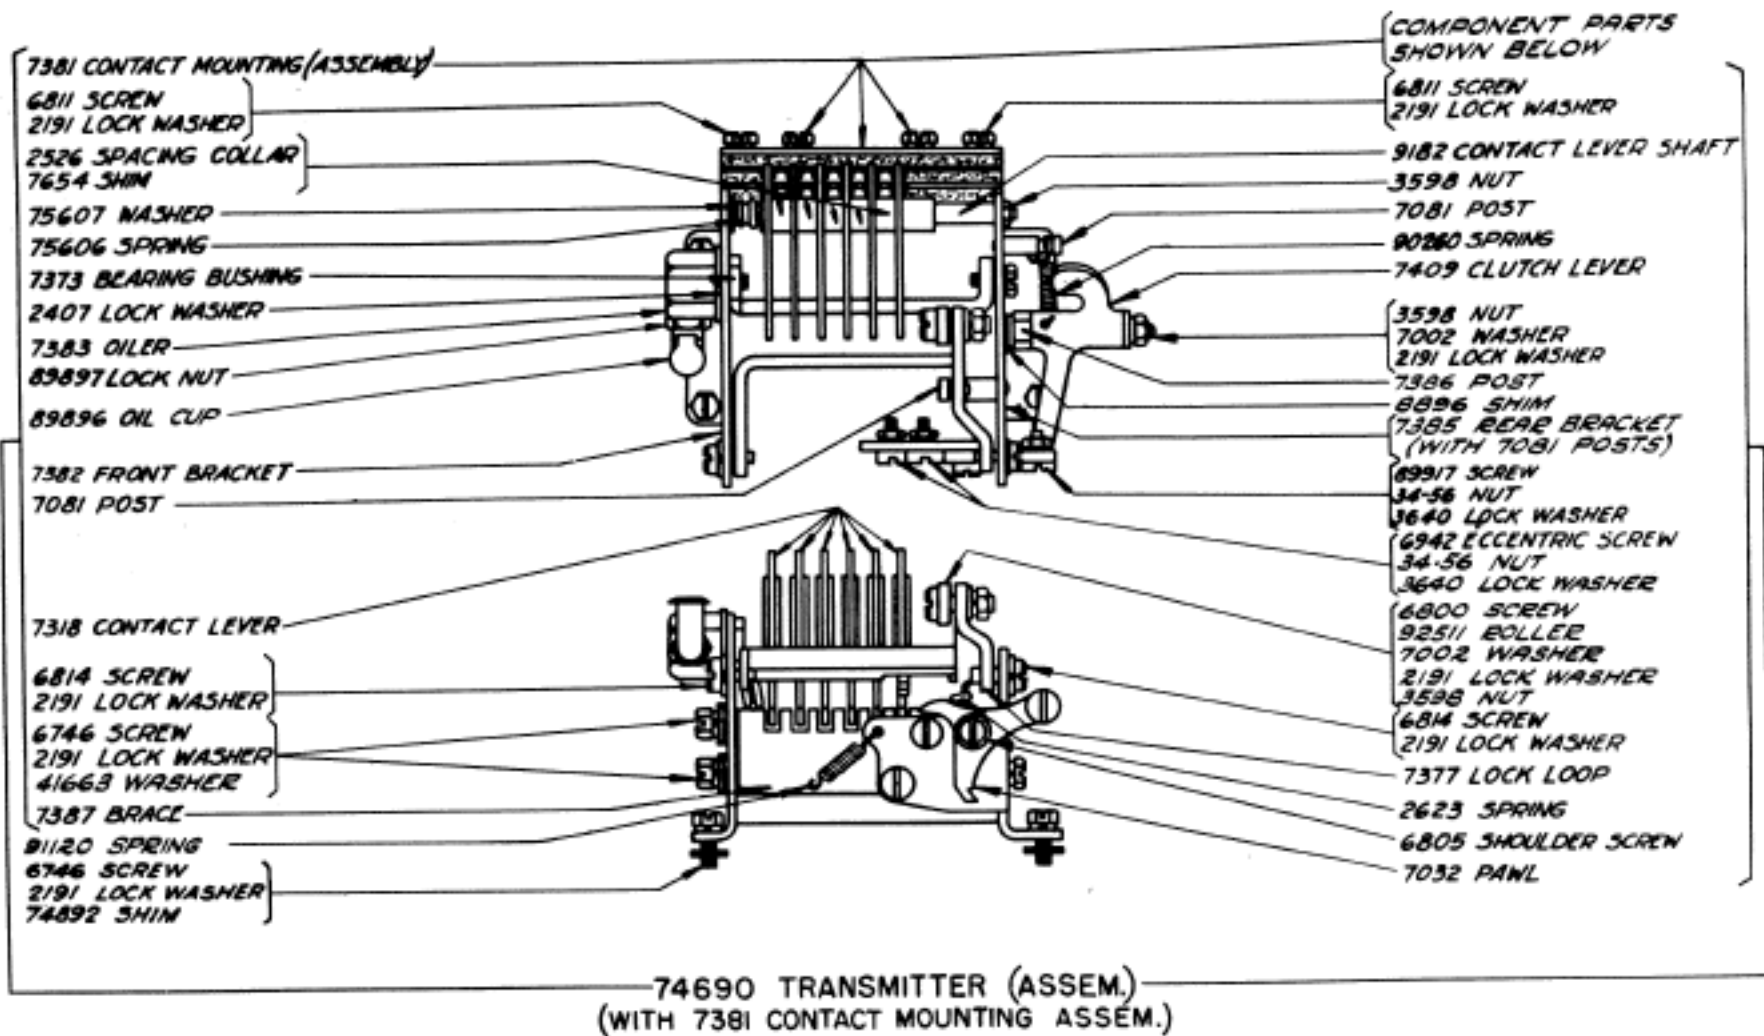 7381 CONTACT MOUNTING (ASSEMBLY)
6811 SCREW
2191 LOCK WASHER
2526 SPACING COLLAR
7654 SHIM
75607 WASHER
75606 SPRING
7373 BEARING BUSHING
2407 LOCK WASHER
7383 OILER
89897 LOCK NUT
89896 OIL CUP
7382 FRONT BRACKET
7081 POST
7318 CONTACT LEVER
6814 SCREW
2191 LOCK WASHER
6746 SCREW
2191 LOCK WASHER
41663 WASHER
7387 BRACE
91120 SPRING
6746 SCREW
2191 LOCK WASHER
74892 SHIM
COMPONENT PARTS
SHOWN BELOW
6811 SCREW
2191 LOCK WASHER
9182 CONTACT LEVER SHAFT
3598 NUT
7081 POST
90260 SPRING
7409 CLUTCH LEVER
3598 NUT
7002 WASHER
2191 LOCK WASHER
7386 POST
8896 SHIM
7385 REAR BRACKET
(WITH 7081 POSTS)
89917 SCREW
34-56 NUT
3640 LOCK WASHER
6942 ECCENTRIC SCREW
34-56 NUT
3640 LOCK WASHER
6800 SCREW
92511 ROLLER
7002 WASHER
2191 LOCK WASHER
3598 NUT
6814 SCREW
2191 LOCK WASHER
7377 LOCK LOOP
2623 SPRING
6805 SHOULDER SCREW
7032 PAWL
74690 TRANSMITTER (ASSEM.)
(WITH 7381 CONTACT MOUNTING ASSEM.)